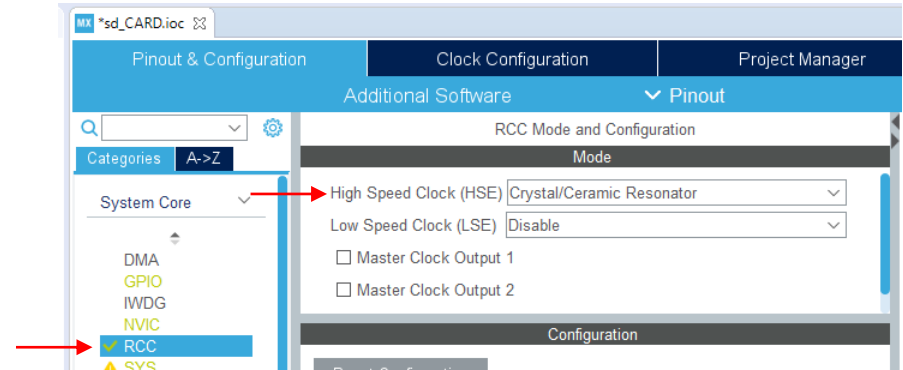 MX *sd_CARD.ioc
Pinout & Configuration Clock Configuration Project Manager
Additional Software Pinout
RCC Mode and Configuration
Categories A->Z
Mode
System Core
High Speed Clock (HSE) Crystal/Ceramic Resonator
Low Speed Clock (LSE) Disable
DMA
Master Clock Output 1
GPIO
IWDG
Master Clock Output 2
NVIC
Configuration
RCC
SYS